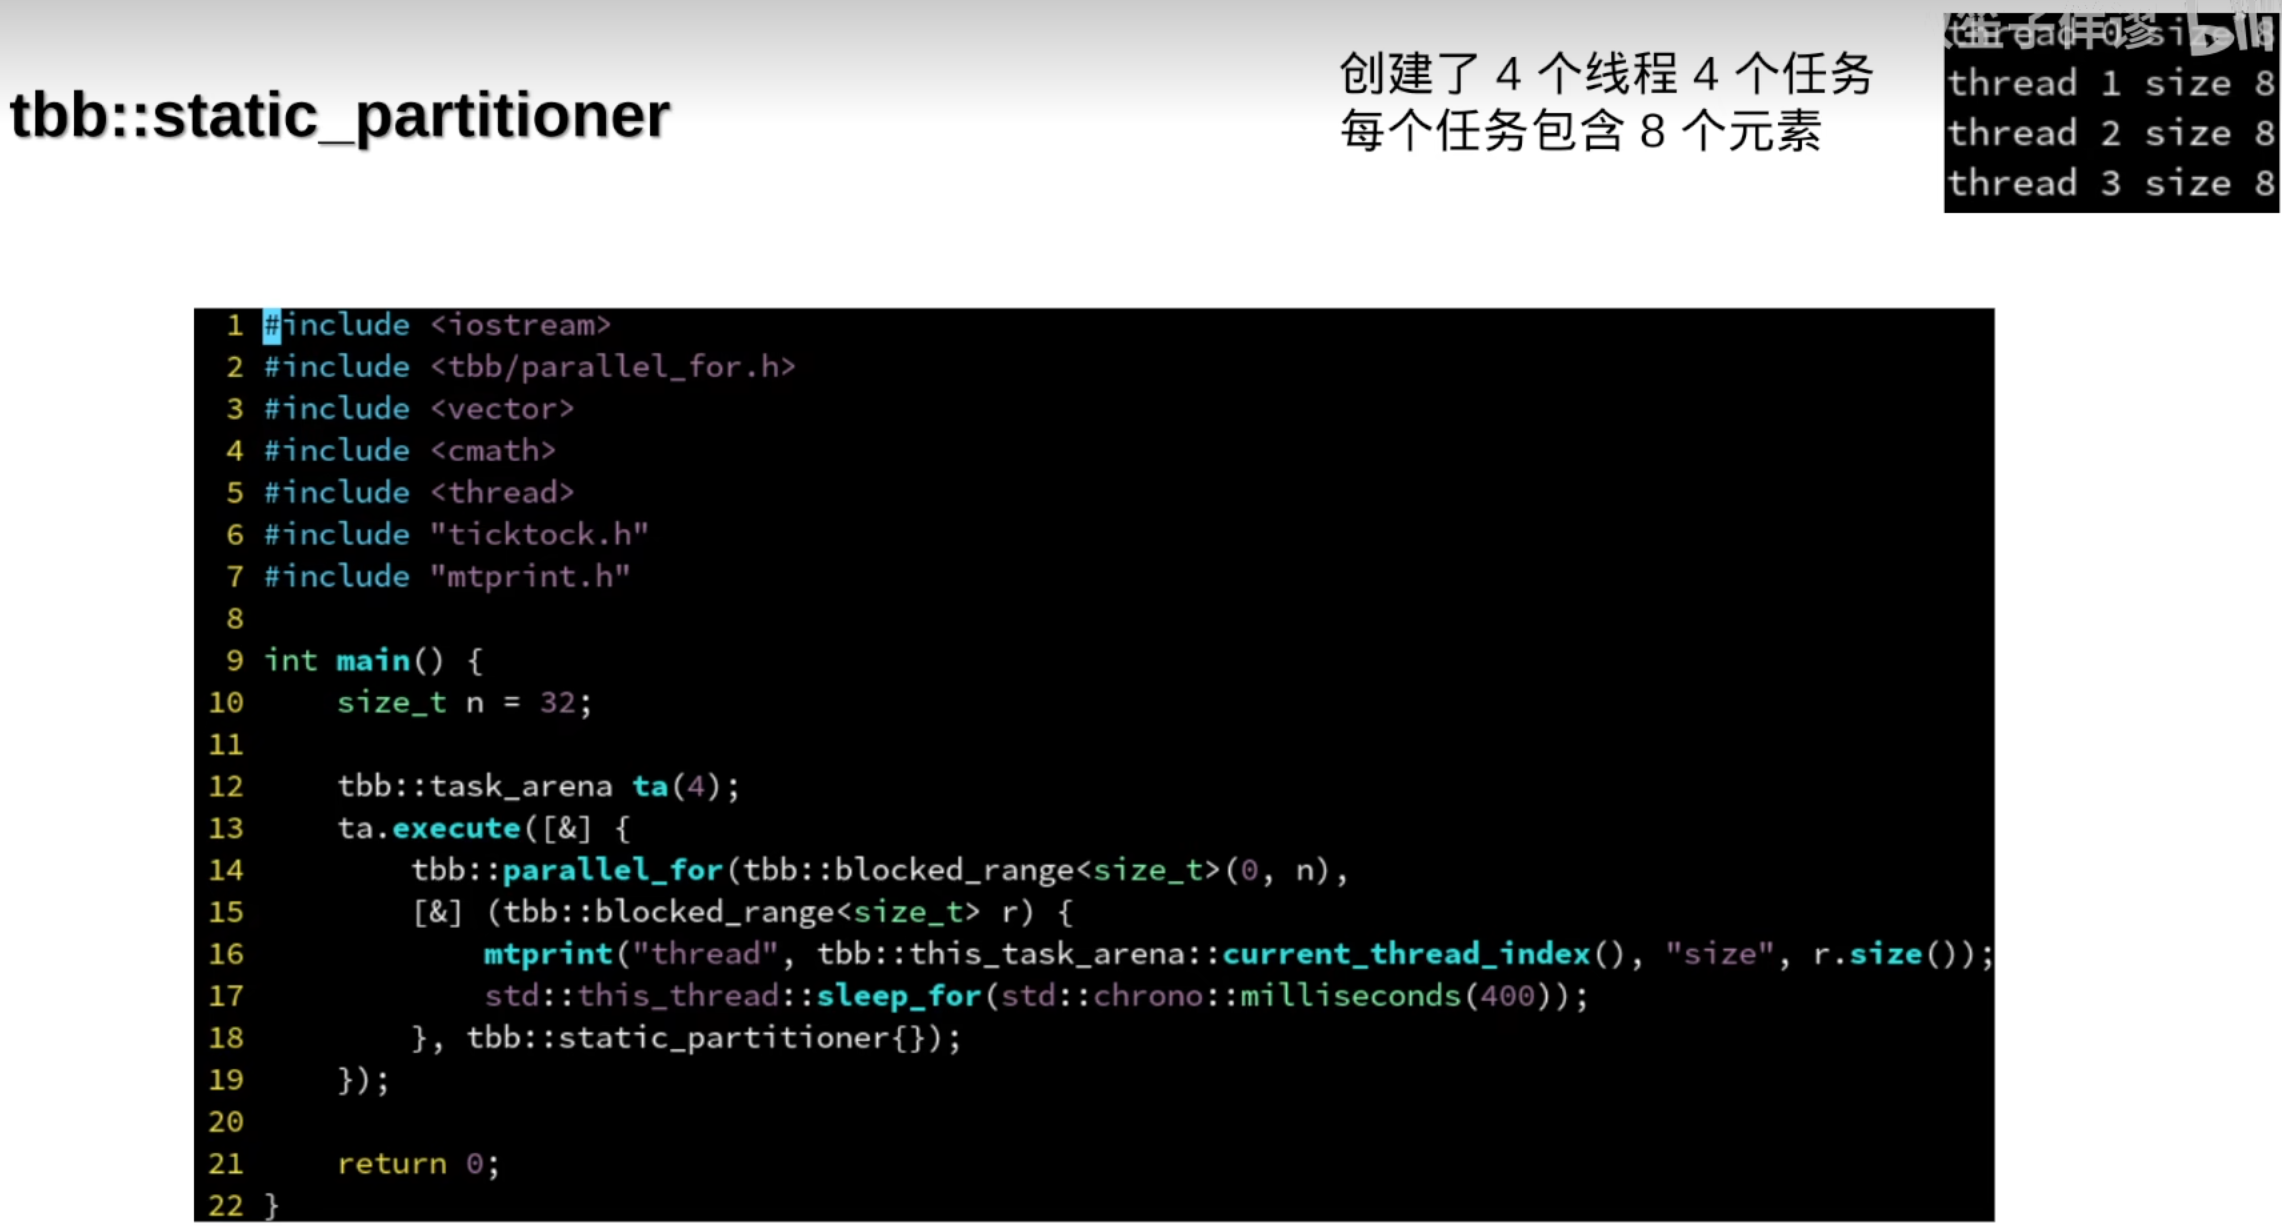 tbb::static_partitioner
创建了 4 个线程 4 个任务
每个任务包含 8 个元素
thread 0 size 8
thread 1 size 8
thread 2 size 8
thread 3 size 8
1 #include <iostream>
2 #include <tbb/parallel_for.h>
3 #include <vector>
4 #include <cmath>
5 #include <thread>
6 #include "ticktock.h"
7 #include "mtprint.h"
8
9 int main() {
10     size_t n = 32;
11
12     tbb::task_arena ta(4);
13     ta.execute([&] {
14         tbb::parallel_for(tbb::blocked_range<size_t>(0, n),
15         [&] (tbb::blocked_range<size_t> r) {
16             mtprint("thread", tbb::this_task_arena::current_thread_index(), "size", r.size());
17             std::this_thread::sleep_for(std::chrono::milliseconds(400));
18         }, tbb::static_partitioner{});
19     });
20
21     return 0;
22 }